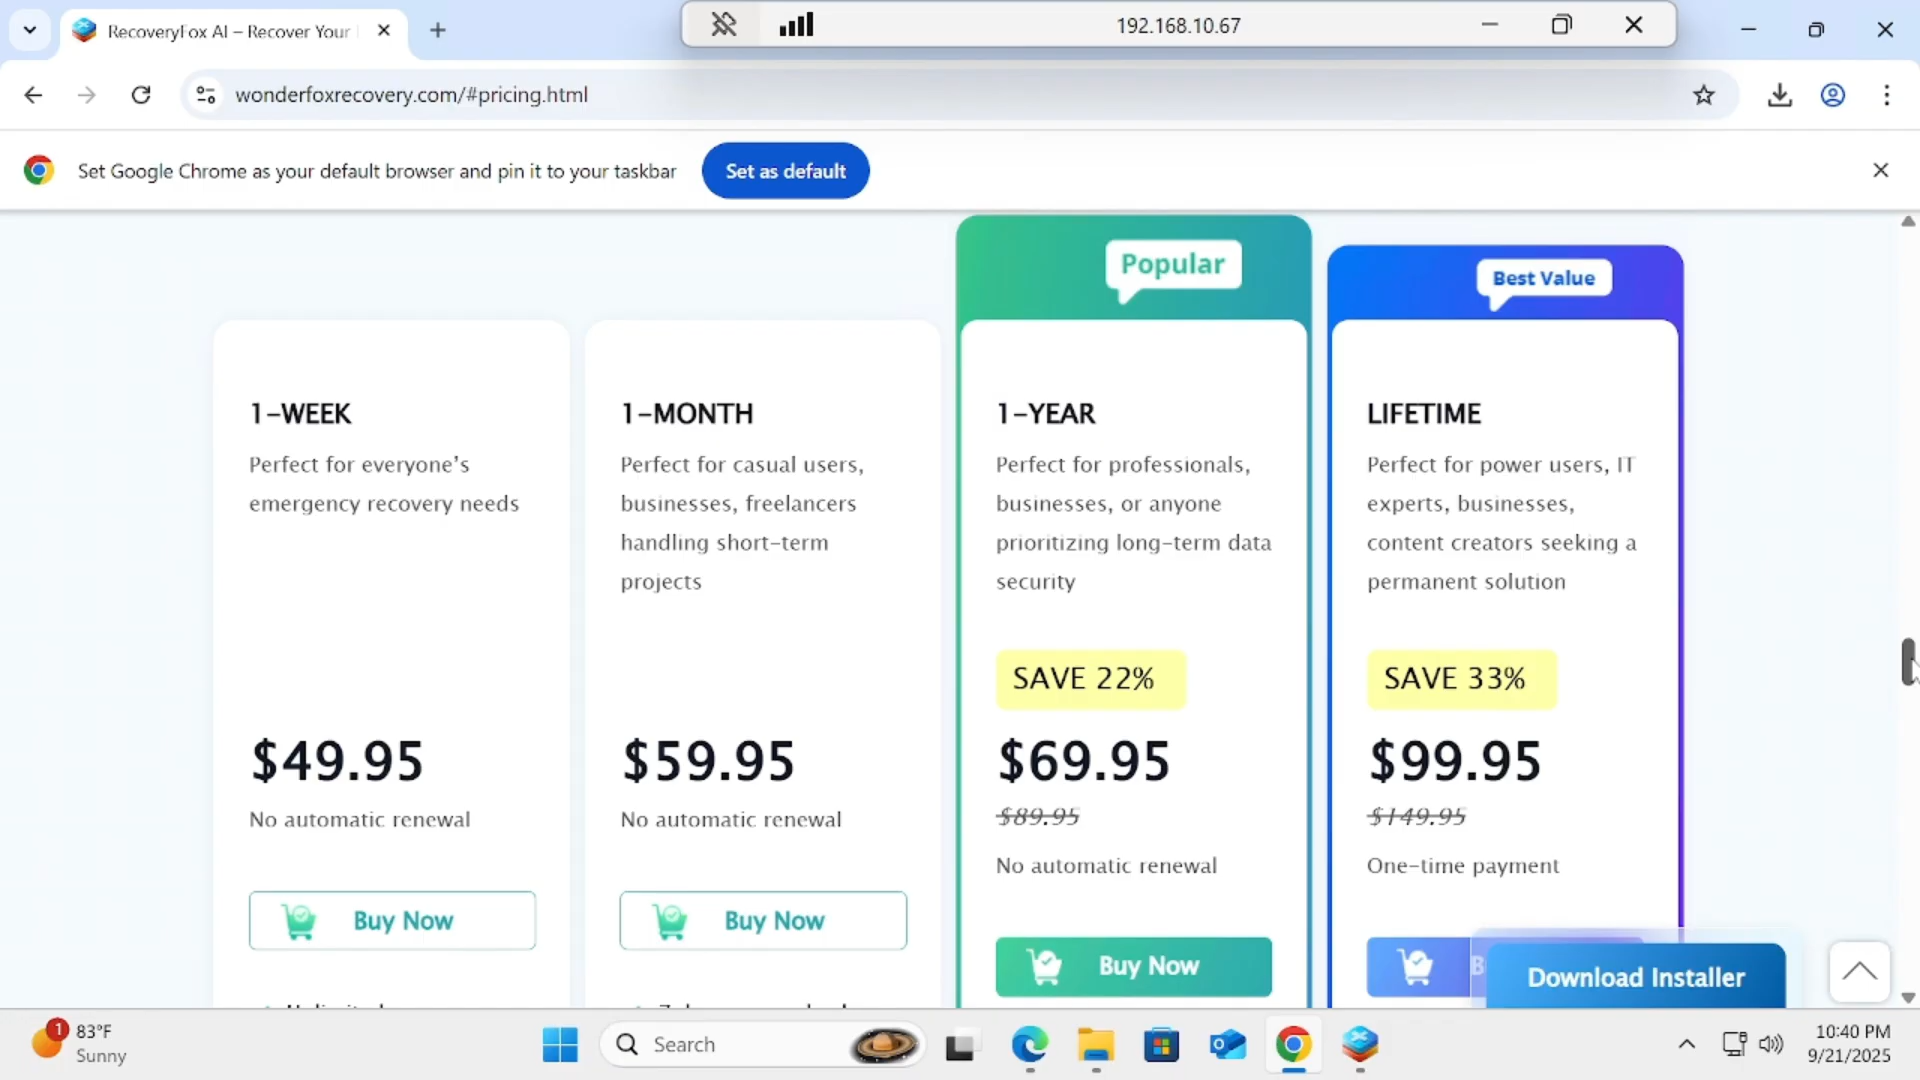 RecoveryFox AI – Recover Your
192.168.10.67
wonderfoxrecovery.com/#pricing.html
Set Google Chrome as your default browser and pin it to your taskbar
Set as default
Popular
Best Value
1-WEEK
Perfect for everyone's
emergency recovery needs
$49.95
No automatic renewal
Buy Now
1-MONTH
Perfect for casual users,
businesses, freelancers
handling short-term
projects
$59.95
No automatic renewal
Buy Now
1-YEAR
Perfect for professionals,
businesses, or anyone
prioritizing long-term data
security
SAVE 22%
$69.95
$89.95
No automatic renewal
Buy Now
LIFETIME
Perfect for power users, IT
experts, businesses,
content creators seeking a
permanent solution
SAVE 33%
$99.95
$149.95
One-time payment
Download Installer
1
83°F
Sunny
Search
10:40 PM
9/21/2025